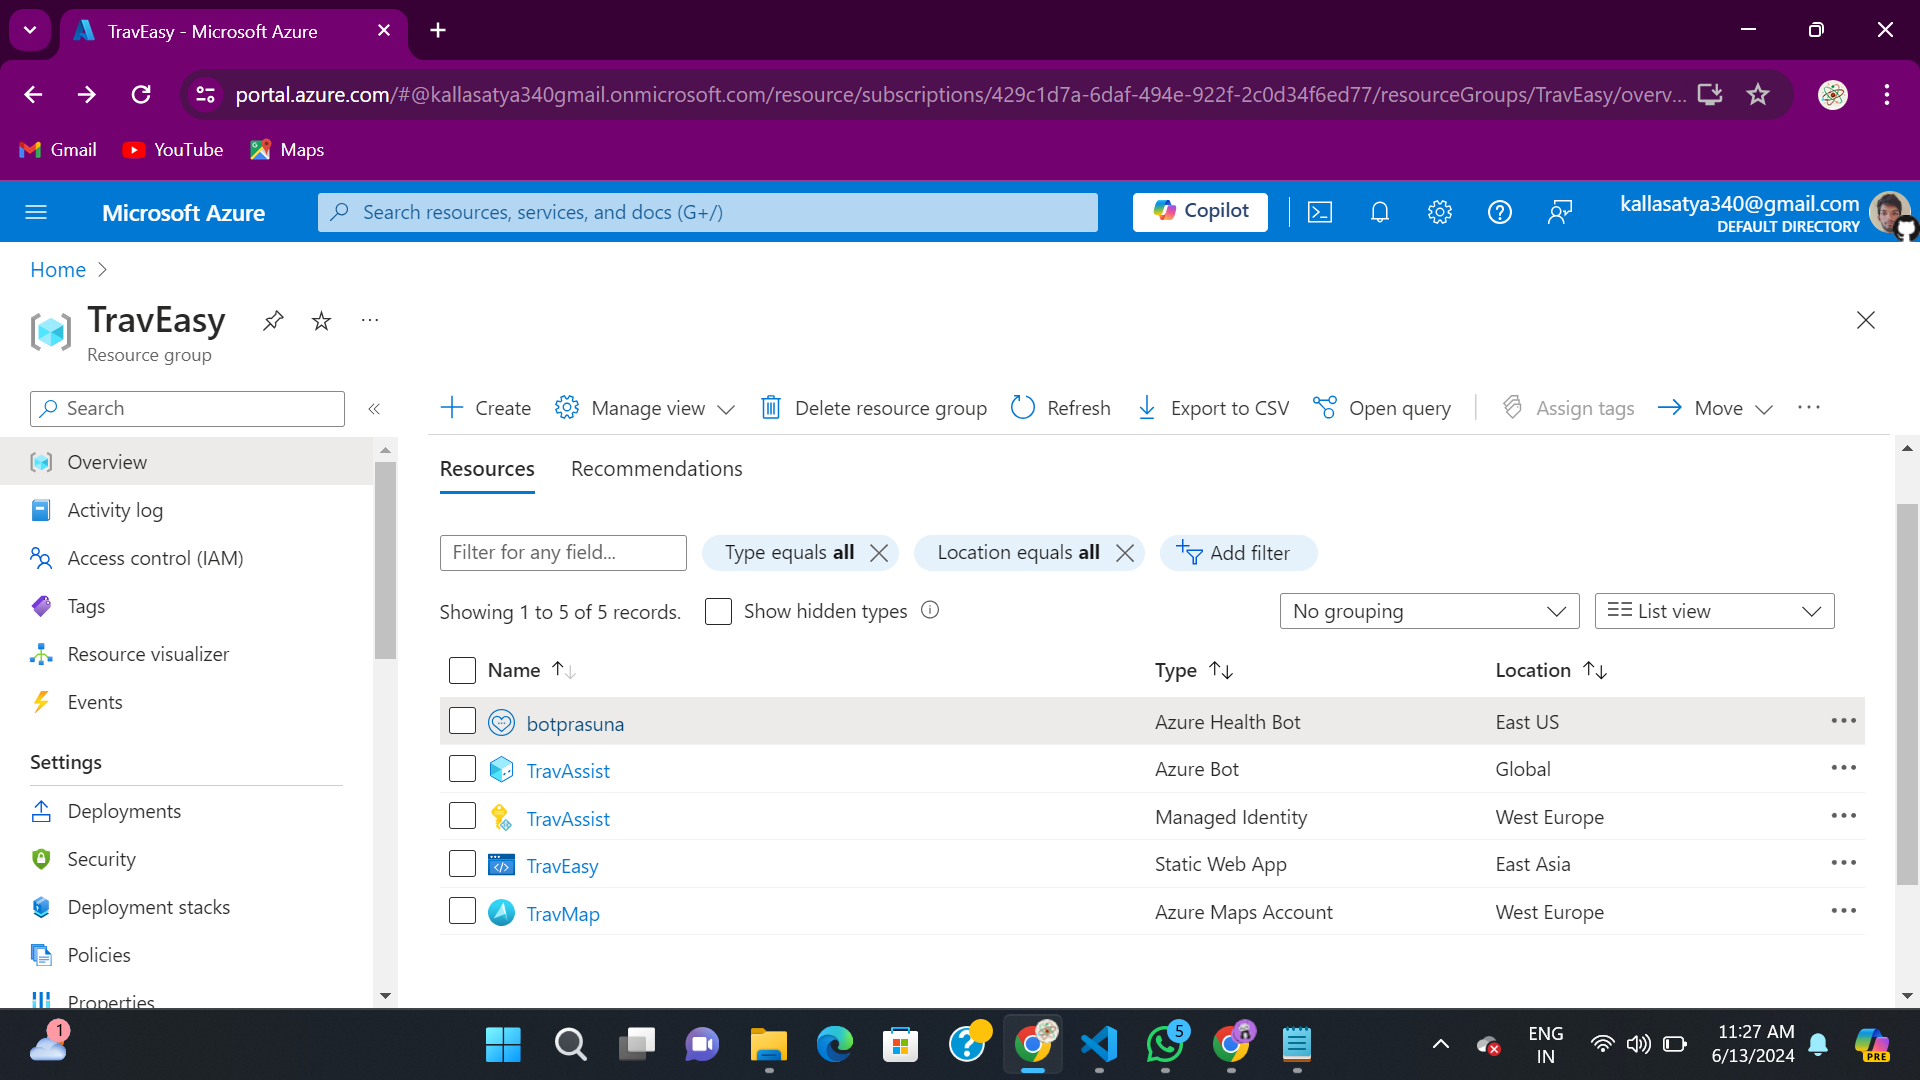 TravEasy - Microsoft Azure
portal.azure.com/#@kallasatya340gmail.onmicrosoft.com/resource/subscriptions/429c1d7a-6daf-494e-922f-2c0d34f6ed77/resourceGroups/TravEasy/overv...
Gmail YouTube Maps
Microsoft Azure
Search resources, services, and docs (G+/)
Copilot
kallasatya340@gmail.com
DEFAULT DIRECTORY
Home
TravEasy
Resource group
Search
Create Manage view Delete resource group Refresh Export to CSV Open query Assign tags Move
Overview
Activity log
Access control (IAM)
Tags
Resource visualizer
Events
Settings
Deployments
Security
Deployment stacks
Policies
Properties
Resources Recommendations
Filter for any field... Type equals all Location equals all Add filter
Showing 1 to 5 of 5 records. Show hidden types No grouping List view
Name Type Location
botprasuna Azure Health Bot East US
TravAssist Azure Bot Global
TravAssist Managed Identity West Europe
TravEasy Static Web App East Asia
TravMap Azure Maps Account West Europe
1
5
ENG
IN
11:27 AM
6/13/2024
PRE